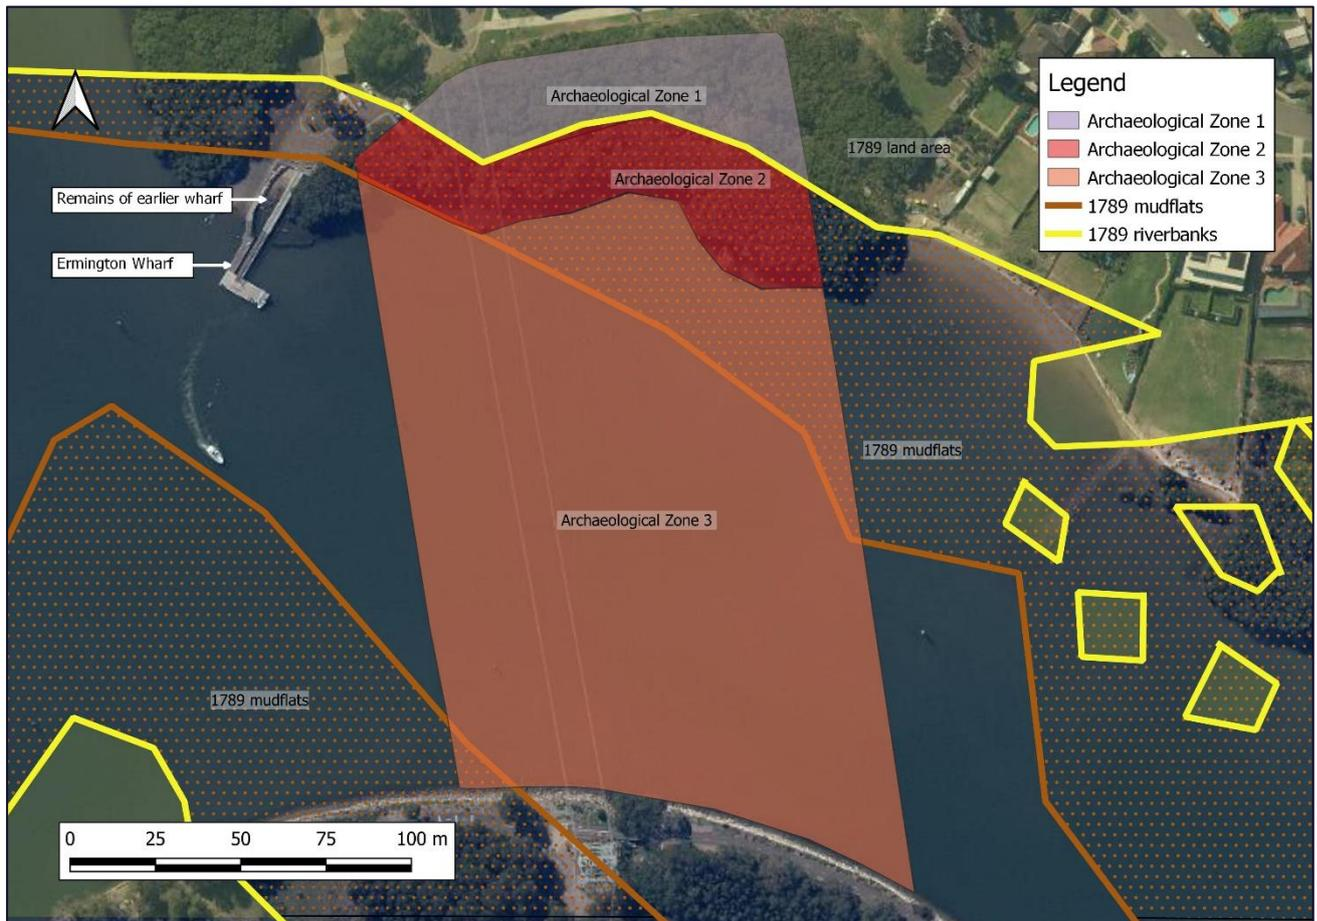 Archaeological Zone 1
1789 land area
Archaeological Zone 2
Remains of earlier wharf
Ermington Wharf
1789 mudflats
Archaeological Zone 3
1789 mudflats
Legend
Archaeological Zone 1
Archaeological Zone 2
Archaeological Zone 3
1789 mudflats
1789 riverbanks
0 25 50 75 100 m